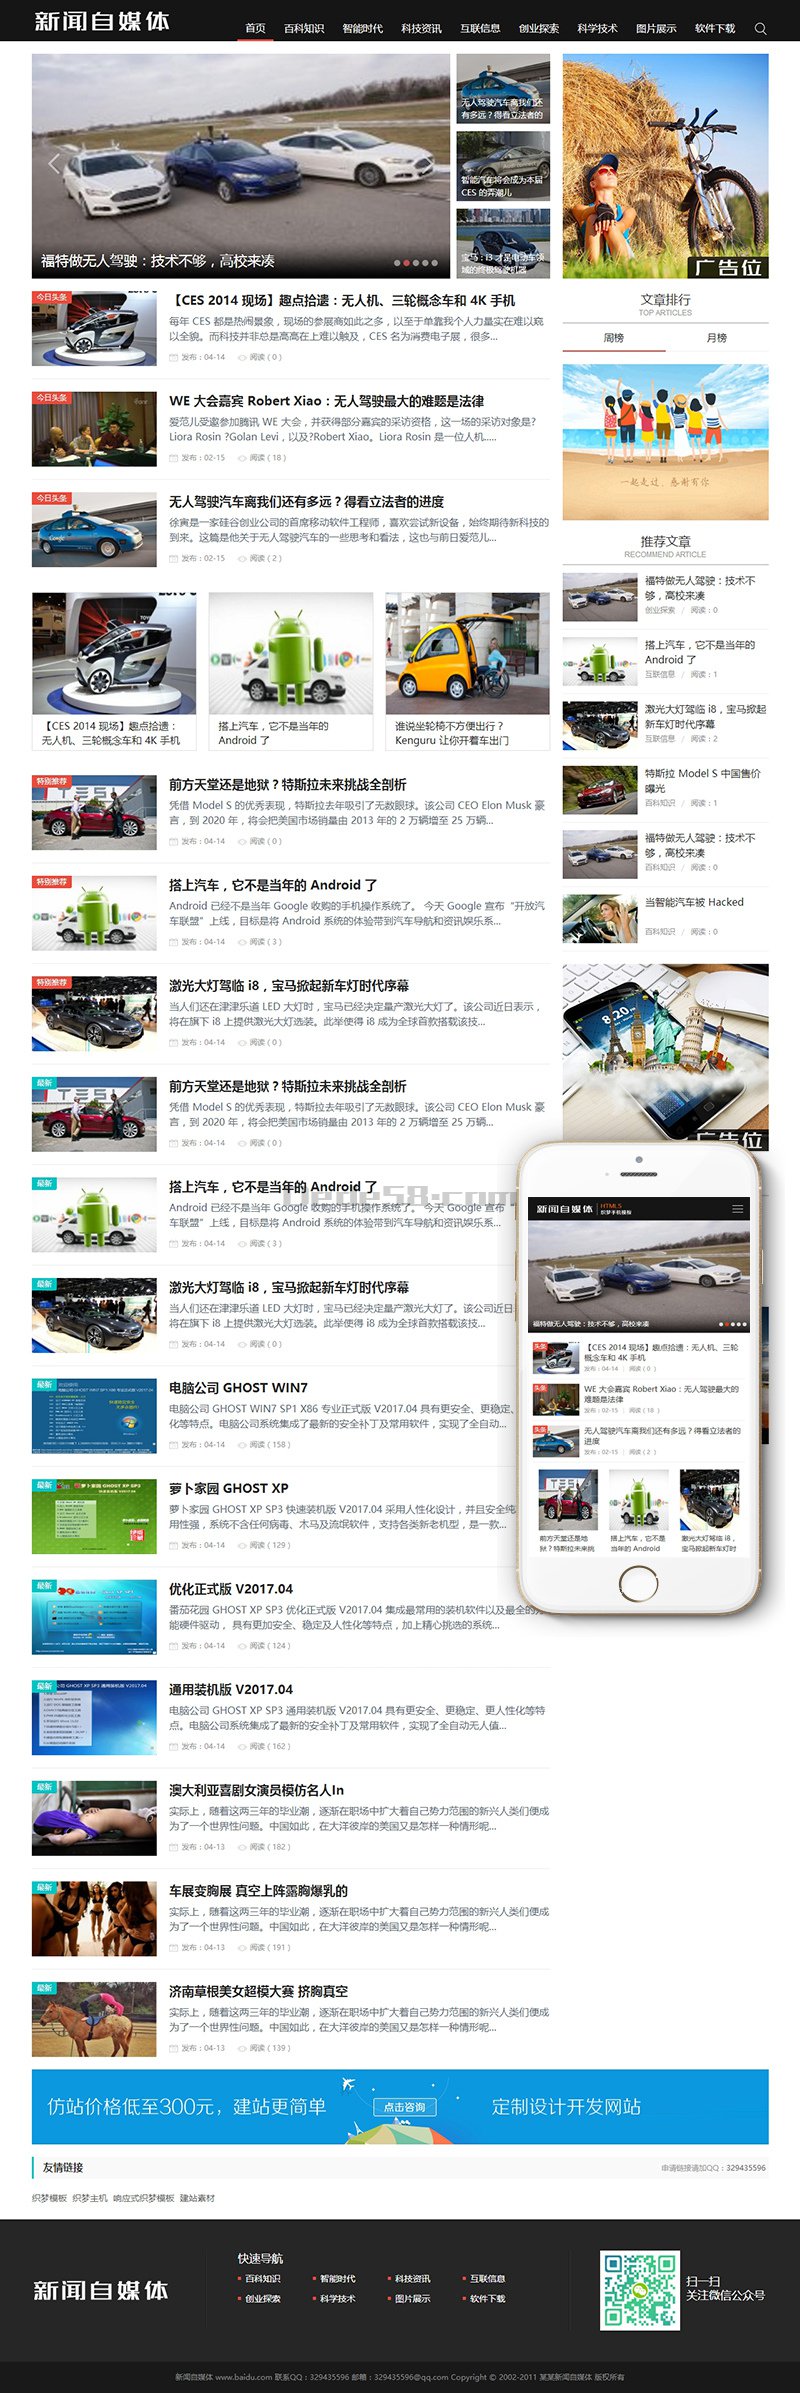 新闻自媒体
首页 百科知识 智能时代 科技资讯 互联信息 创业探索 科学技术 图片展示 软件下载
福特做无人驾驶：技术不够，高校来凑
无人驾驶汽车离我们还
有多远？得看立法者的
智能汽车将会成为本届
CES 的弄潮儿
宝马：i3 才是电动车领
域的终极驾驶机器
广告位
今日头条
【CES 2014 现场】趣点拾遗：无人机、三轮概念车和 4K 手机
每年 CES 都是热闹景象，现场的参展商如此之多，以至于单靠我个人力量实在难以窥
以全貌。而科技并非总是高高在上难以触及，CES 名为消费电子展，很多...
发布：04-14 阅读 ( 0 )
今日头条
WE 大会嘉宾 Robert Xiao：无人驾驶最大的难题是法律
爱范儿受邀参加腾讯 WE 大会，并获得部分嘉宾的采访资格，这一场的采访对象是?
Liora Rosin ?Golan Levi，以及?Robert Xiao。Liora Rosin 是一位人机.....
发布：02-15 阅读 ( 18 )
今日头条
无人驾驶汽车离我们还有多远？得看立法者的进度
徐寅是一家硅谷创业公司的首席移动软件工程师，喜欢尝试新设备，始终期待新科技的
到来。这篇是他关于无人驾驶汽车的一些思考和看法，这也与前日爱范儿...
发布：02-15 阅读 ( 2 )
【CES 2014 现场】趣点拾遗：
无人机、三轮概念车和 4K 手机
搭上汽车，它不是当年的
Android 了
谁说坐轮椅不方便出行？
Kenguru 让你开着车出门
特别推荐
前方天堂还是地狱？特斯拉未来挑战全剖析
凭借 Model S 的优秀表现，特斯拉去年吸引了无数眼球。该公司 CEO Elon Musk 豪
言，到 2020 年，将会把美国市场销量由 2013 年的 2 万辆增至 25 万辆...
发布：04-14 阅读 ( 0 )
特别推荐
搭上汽车，它不是当年的 Android 了
Android 已经不是当年 Google 收购的手机操作系统了。 今天 Google 宣布“开放汽
车联盟”上线，目标是将 Android 系统的体验带到汽车导航和资讯娱乐系...
发布：04-14 阅读 ( 3 )
特别推荐
激光大灯驾临 i8，宝马掀起新车灯时代序幕
当人们还在津津乐道 LED 大灯时，宝马已经决定量产激光大灯了。该公司近日表示，
将在旗下 i8 上提供激光大灯选装。此举使得 i8 成为全球首款搭载该技...
发布：04-14 阅读 ( 0 )
最新
前方天堂还是地狱？特斯拉未来挑战全剖析
凭借 Model S 的优秀表现，特斯拉去年吸引了无数眼球。该公司 CEO Elon Musk 豪
言，到 2020 年，将会把美国市场销量由 2013 年的 2 万辆增至 25 万辆...
发布：04-14 阅读 ( 0 )
最新
搭上汽车，它不是当年的 Android 了
Dede58.com
Android 已经不是当年 Google 收购的手机操作系统了。 今天 Google 宣布“
车联盟”上线，目标是将 Android 系统的体验带到汽车导航和资讯娱乐系...
发布：04-14 阅读 ( 3 )
最新
激光大灯驾临 i8，宝马掀起新车灯时代序幕
当人们还在津津乐道 LED 大灯时，宝马已经决定量产激光大灯了。该公司近日
将在旗下 i8 上提供激光大灯选装。此举使得 i8 成为全球首款搭载该技...
发布：04-14 阅读 ( 0 )
最新
电脑公司 GHOST WIN7
电脑公司 GHOST WIN7 SP1 X86 专业正式版 V2017.04 具有更安全、更稳定、
化等特点。电脑公司系统集成了最新的安全补丁及常用软件，实现了全自动...
发布：04-14 阅读 ( 158 )
最新
萝卜家园 GHOST XP SP3
萝卜家园 GHOST XP
萝卜家园 GHOST XP SP3 快速装机版 V2017.04 采用人性化设计，并且安全纯
用性强，系统不含任何病毒、木马及流氓软件，支持各类新老机型，是一款...
发布：04-14 阅读 ( 129 )
最新
优化正式版 V2017.04
番茄花园 GHOST XP SP3 优化正式版 V2017.04 集成最常用的装机软件以及最全的
能硬件驱动， 具有更加安全、稳定及人性化等特点，加上精心挑选的系统...
发布：04-14 阅读 ( 124 )
最新
通用装机版 V2017.04
电脑公司 GHOST XP SP3 通用装机版 V2017.04 具有更安全、更稳定、更人性化等特
点。电脑公司系统集成了最新的安全补丁及常用软件，实现了全自动无人值...
发布：04-14 阅读 ( 162 )
最新
澳大利亚喜剧女演员模仿名人In
实际上，随着这两三年的毕业潮，逐渐在职场中扩大着自己势力范围的新兴人类们便成
为了一个世界性问题。中国如此，在大洋彼岸的美国又是怎样一种情形呢...
发布：04-13 阅读 ( 182 )
最新
车展变胸展 真空上阵露胸爆乳的
实际上，随着这两三年的毕业潮，逐渐在职场中扩大着自己势力范围的新兴人类们便成
为了一个世界性问题。中国如此，在大洋彼岸的美国又是怎样一种情形呢...
发布：04-13 阅读 ( 191 )
最新
济南草根美女超模大赛 挤胸真空
实际上，随着这两三年的毕业潮，逐渐在职场中扩大着自己势力范围的新兴人类们便成
为了一个世界性问题。中国如此，在大洋彼岸的美国又是怎样一种情形呢...
发布：04-13 阅读 ( 139 )
文章排行
TOP ARTICLES
周榜 月榜
一起走过，感谢有你
推荐文章
RECOMMEND ARTICLE
福特做无人驾驶：技术不
够，高校来凑
创业探索 / 阅读：0
搭上汽车，它不是当年的
Android 了
互联信息 / 阅读：1
激光大灯驾临 i8，宝马掀起
新车灯时代序幕
互联信息 / 阅读：2
特斯拉 Model S 中国售价
曝光
百科知识 / 阅读：1
福特做无人驾驶：技术不
够，高校来凑
百科知识 / 阅读：0
当智能汽车被 Hacked
百科知识 / 阅读：0
8:20
广告位
新闻自媒体 HTML5
织梦手机模板
福特做无人驾驶：技术不够，高校来凑
头条
【CES 2014 现场】趣点拾遗：无人机、三轮
概念车和 4K 手机
发布：04-14 阅读 ( 0 )
头条
WE 大会嘉宾 Robert Xiao：无人驾驶最大的
难题是法律
发布：02-15 阅读 ( 18 )
头条
无人驾驶汽车离我们还有多远？得看立法者的
进度
发布：02-15 阅读 ( 2 )
前方天堂还是地
狱？特斯拉未来挑
搭上汽车，它不是
当年的 Android
激光大灯驾临 i8，
宝马掀起新车灯时
仿站价格低至300元，建站更简单 点击咨询 定制设计开发网站
友情链接 申请链接请加QQ：329435596
织梦模板 织梦主机 响应式织梦模板 建站素材
新闻自媒体
快速导航
百科知识 智能时代 科技资讯 互联信息
创业探索 科学技术 图片展示 软件下载
扫一扫
关注微信公众号
新闻自媒体 www.baidu.com 联系QQ：329435596 邮箱：329435596@qq.com Copyright © 2002-2011 某某新闻自媒体 版权所有